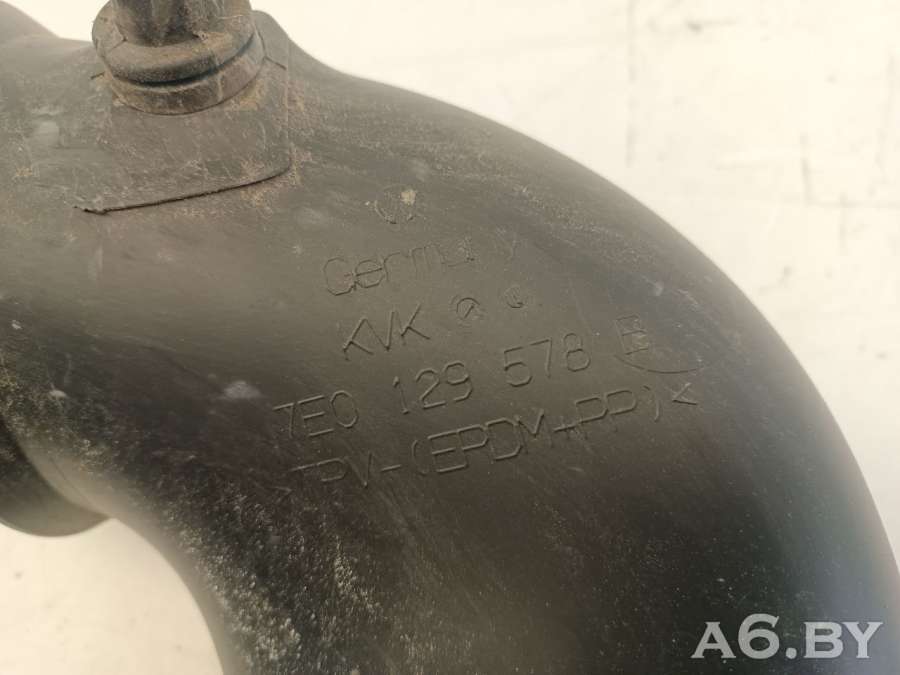 Germany
KVK
7E0 129 578 B
>TPV-(EPDM+PP)<
A6.BY